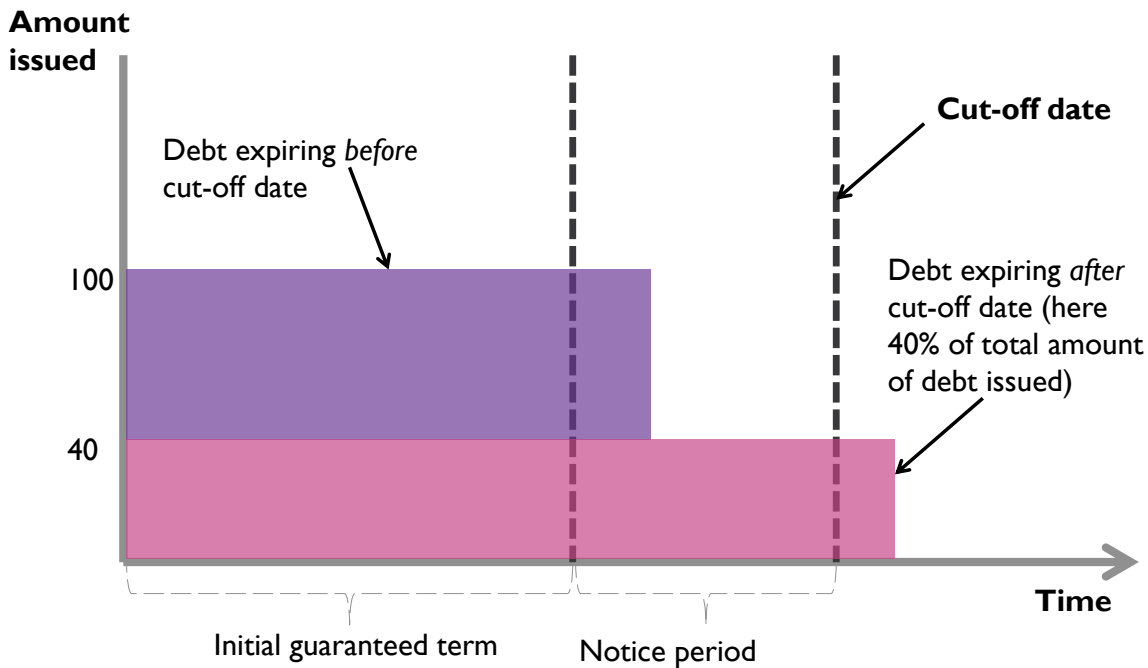 Amount
issued
Cut-off date
Debt expiring before
cut-off date
Debt expiring after
cut-off date (here
40% of total amount
of debt issued)
100
40
Time
Initial guaranteed term
Notice period